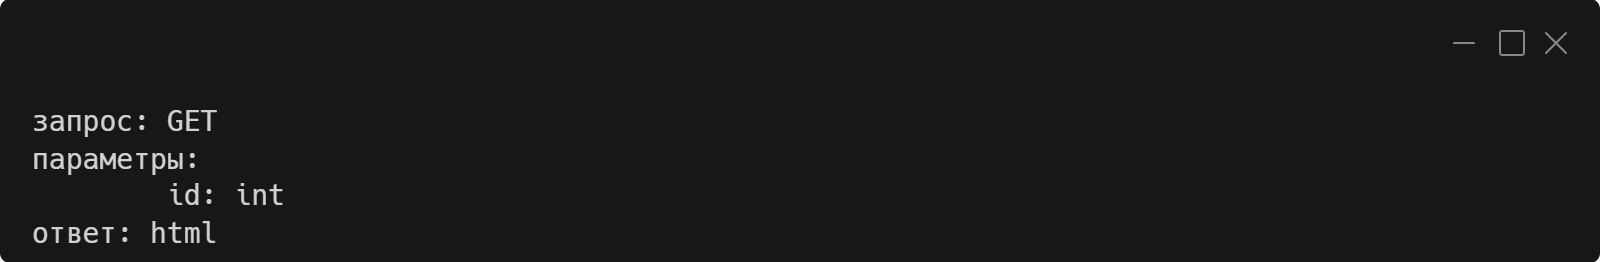 запрос: GET
параметры:
        id: int
ответ: html